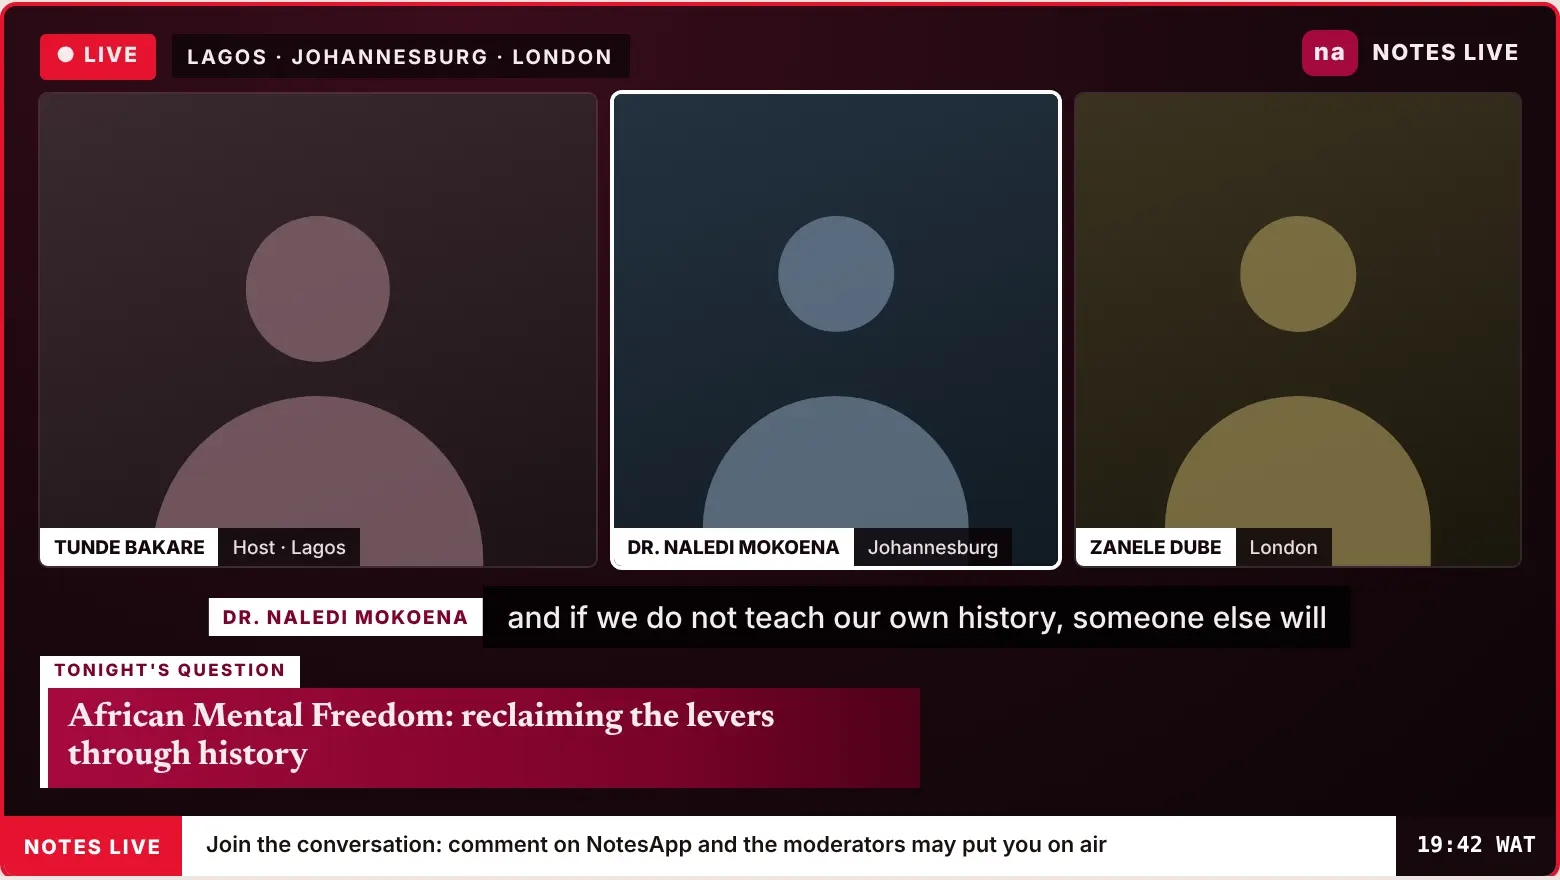 LIVE
LAGOS · JOHANNESBURG · LONDON
na NOTES LIVE
TUNDE BAKARE Host · Lagos
DR. NALEDI MOKOENA Johannesburg
ZANELE DUBE London
DR. NALEDI MOKOENA and if we do not teach our own history, someone else will
TONIGHT'S QUESTION
African Mental Freedom: reclaiming the levers
through history
NOTES LIVE Join the conversation: comment on NotesApp and the moderators may put you on air 19:42 WAT